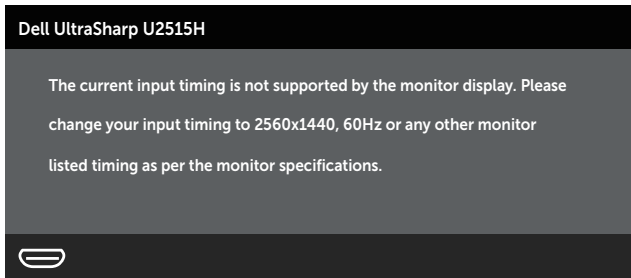 Dell UltraSharp U2515H
The current input timing is not supported by the monitor display. Please
change your input timing to 2560x1440, 60Hz or any other monitor
listed timing as per the monitor specifications.